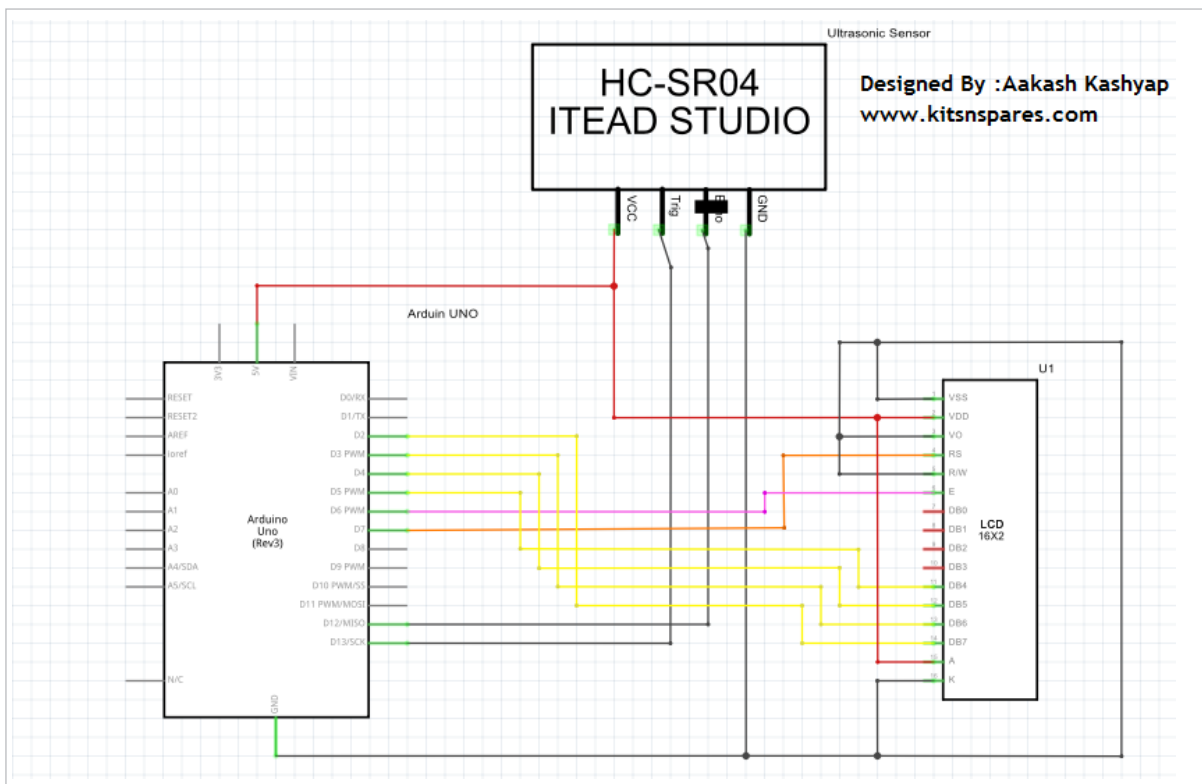 Ultrasonic Sensor
HC-SR04
ITEAD STUDIO
Designed By :Aakash Kashyap
www.kitsnspares.com
VCC
Trig
GND
Arduin UNO
3V3
5V
VIN
RESET
RESET2
AREF
ioref
A0
A1
A2
A3
A4/SDA
A5/SCL
N/C
Arduino
Uno
(Rev3)
D0/RX
D1/TX
D2
D3 PWM
D4
D5 PWM
D6 PWM
D7
D8
D9 PWM
D10 PWM/SS
D11 PWM/MOSI
D12/MISO
D13/SCK
GND
U1
VSS
VDD
VO
RS
R/W
E
DB0
DB1
DB2
DB3
DB4
DB5
DB6
DB7
A
K
LCD
16X2